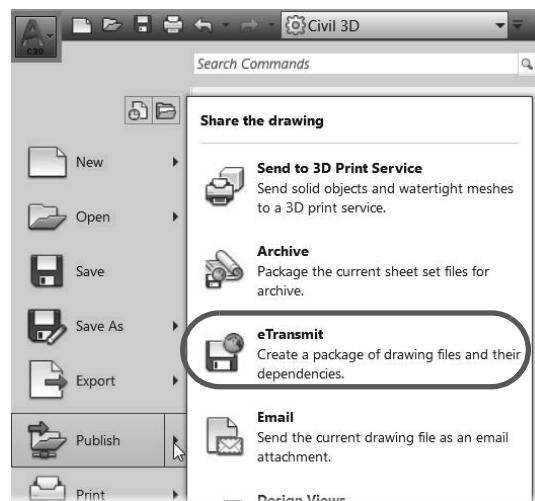 Civil 3D
C3D
Search Commands
Share the drawing
New
Open
Save
Save As
Export
Publish
Print
Send to 3D Print Service
Send solid objects and watertight meshes
to a 3D print service.
Archive
Package the current sheet set files for
archive.
eTransmit
Create a package of drawing files and their
dependencies.
Email
Send the current drawing file as an email
attachment.
Design Views